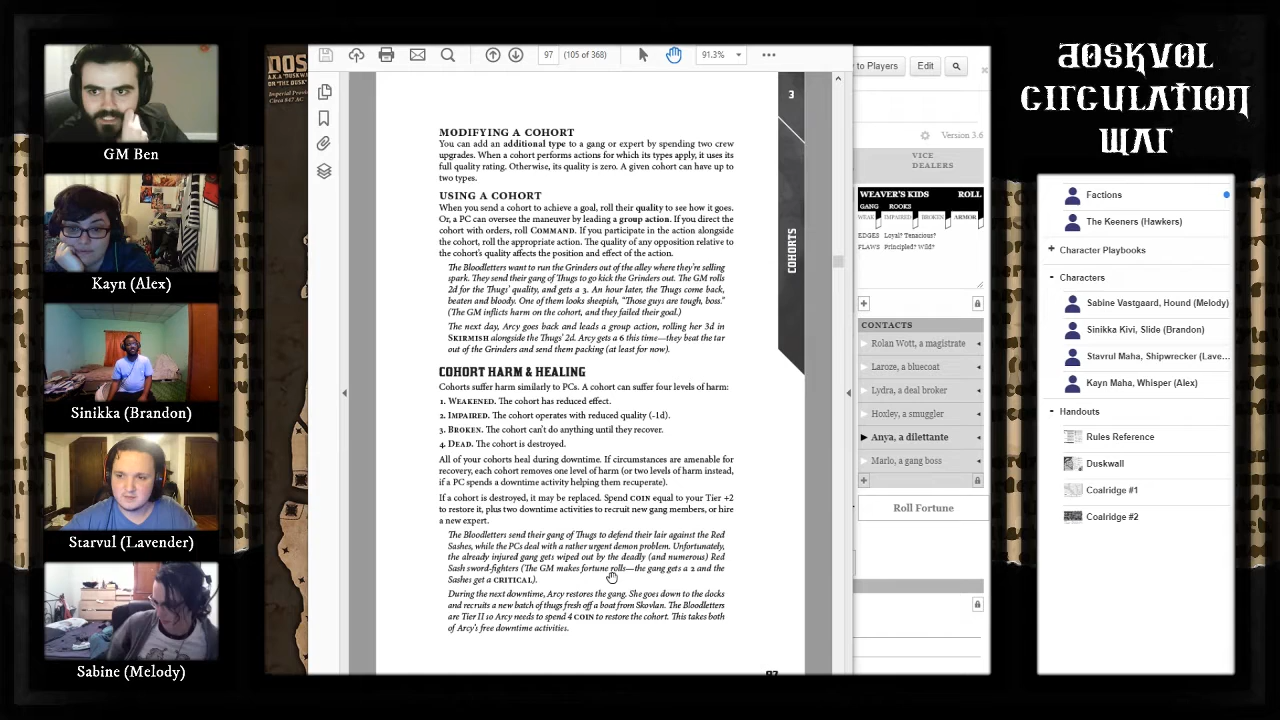 GM Ben
Kayn (Alex)
Sinikka (Brandon)
Starvul (Lavender)
Sabine (Melody)
DOS
A.K.A "DUSKW
OR "THE DUSK"
Imperial Provin
Circa 847 AC
97 (105 of 368)
91.3%
3
COHORTS
MODIFYING A COHORT
You can add an additional type to a gang or expert by spending two crew
upgrades. When a cohort performs actions for which its types apply, it uses its
full quality rating. Otherwise, its quality is zero. A given cohort can have up to
two types.
USING A COHORT
When you send a cohort to achieve a goal, roll their quality to see how it goes.
Or, a PC can oversee the maneuver by leading a group action. If you direct the
cohort with orders, roll COMMAND. If you participate in the action alongside
the cohort, roll the appropriate action. The quality of any opposition relative to
the cohort's quality affects the position and effect of the action.
The Bloodletters want to run the Grinders out of the alley where they're selling
spark. They send their gang of Thugs to go kick the Grinders out. The GM rolls
2d for the Thugs' quality, and gets a 3. An hour later, the Thugs come back,
beaten and bloody. One of them looks sheepish, "Those guys are tough, boss."
(The GM inflicts harm on the cohort, and they failed their goal.)
The next day, Arcy goes back and leads a group action, rolling her 3d in
SKIRMISH alongside the Thugs' 2d. Arcy gets a 6 this time—they beat the tar
out of the Grinders and send them packing (at least for now).
COHORT HARM & HEALING
Cohorts suffer harm similarly to PCs. A cohort can suffer four levels of harm:
1. WEAKENED. The cohort has reduced effect.
2. IMPAIRED. The cohort operates with reduced quality (-1d).
3. BROKEN. The cohort can't do anything until they recover.
4. DEAD. The cohort is destroyed.
All of your cohorts heal during downtime. If circumstances are amenable for
recovery, each cohort removes one level of harm (or two levels of harm instead,
if a PC spends a downtime activity helping them recuperate).
If a cohort is destroyed, it may be replaced. Spend COIN equal to your Tier +2
to restore it, plus two downtime activities to recruit new gang members, or hire
a new expert.
The Bloodletters send their gang of Thugs to defend their lair against the Red
Sashes, while the PCs deal with a rather urgent demon problem. Unfortunately,
the already injured gang gets wiped out by the deadly (and numerous) Red
Sash sword-fighters (The GM makes fortune rolls—the gang gets a 2 and the
Sashes get a CRITICAL).
During the next downtime, Arcy restores the gang. She goes down to the docks
and recruits a new batch of thugs fresh off a boat from Skovlan. The Bloodletters
are Tier II so Arcy needs to spend 4 COIN to restore the cohort. This takes both
of Arcy's free downtime activities.
97
to Players
Edit
Version 3.6
VICE
DEALERS
WEAVER'S KIDS ROLL
GANG ROOKS
WEAK IMPAIRED BROKEN ARMOR
EDGES Loyal? Tenacious?
FLAWS Principled? Wild?
CONTACTS
Rolan Wott, a magistrate
Laroze, a bluecoat
Lydra, a deal broker
Hoxley, a smuggler
Anya, a dilettante
Marlo, a gang boss
Roll Fortune
DOSKVOL
CIRCULATION
WAR
Factions
The Keeners (Hawkers)
Character Playbooks
Characters
Sabine Vastgaard, Hound (Melody)
Sinikka Kivi, Slide (Brandon)
Stavrul Maha, Shipwrecker (Lave...
Kayn Maha, Whisper (Alex)
Handouts
Rules Reference
Duskwall
Coalridge #1
Coalridge #2